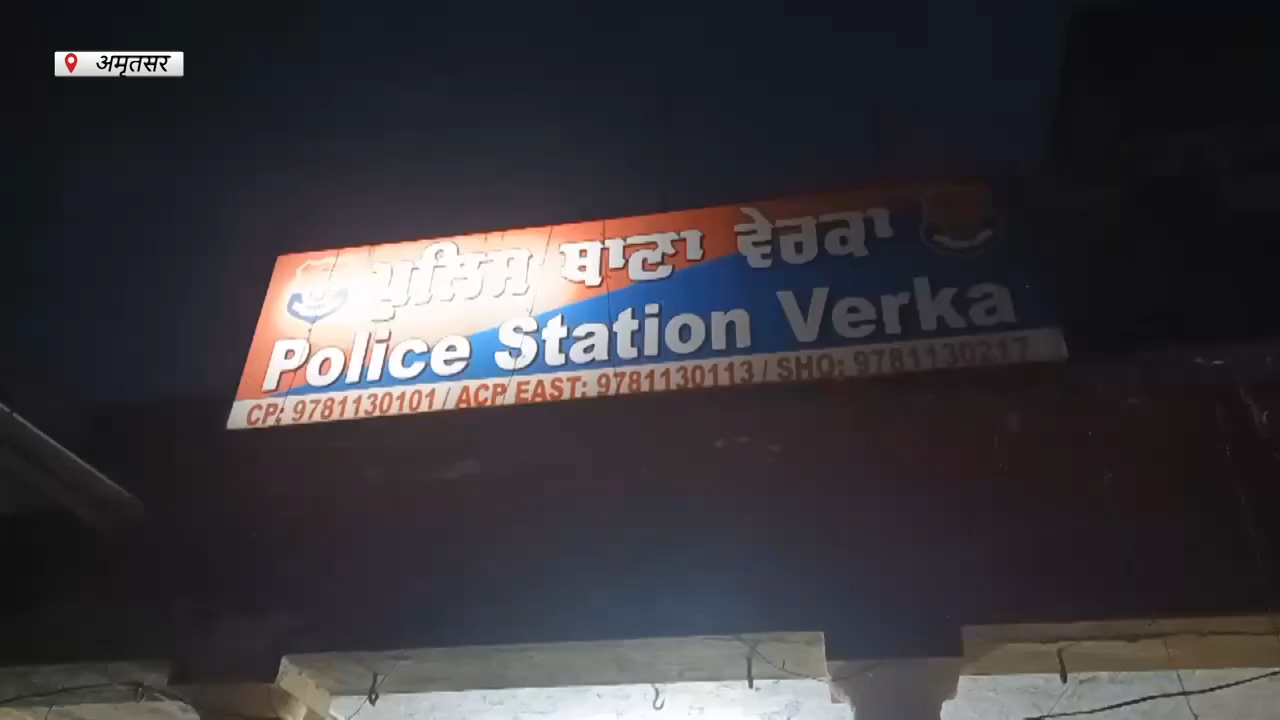 अमृतसर
ਪੁਲਿਸ ਥਾਣਾ ਵੇਰਕਾ
Police Station Verka
CP: 9781130101 / ACP EAST: 9781130113 / SHO: 9781130217